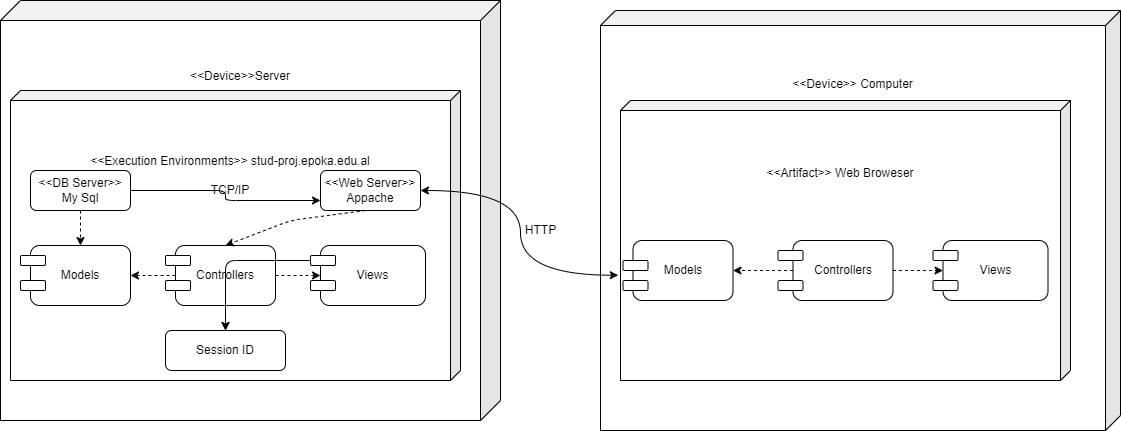 <<Device>>Server
<<Execution Environments>> stud-proj.epoka.edu.al
<<DB Server>>
My Sql
TCP/IP
<<Web Server>>
Appache
Models
Controllers
Views
Session ID
HTTP
<<Device>> Computer
<<Artifact>> Web Broweser
Models
Controllers
Views